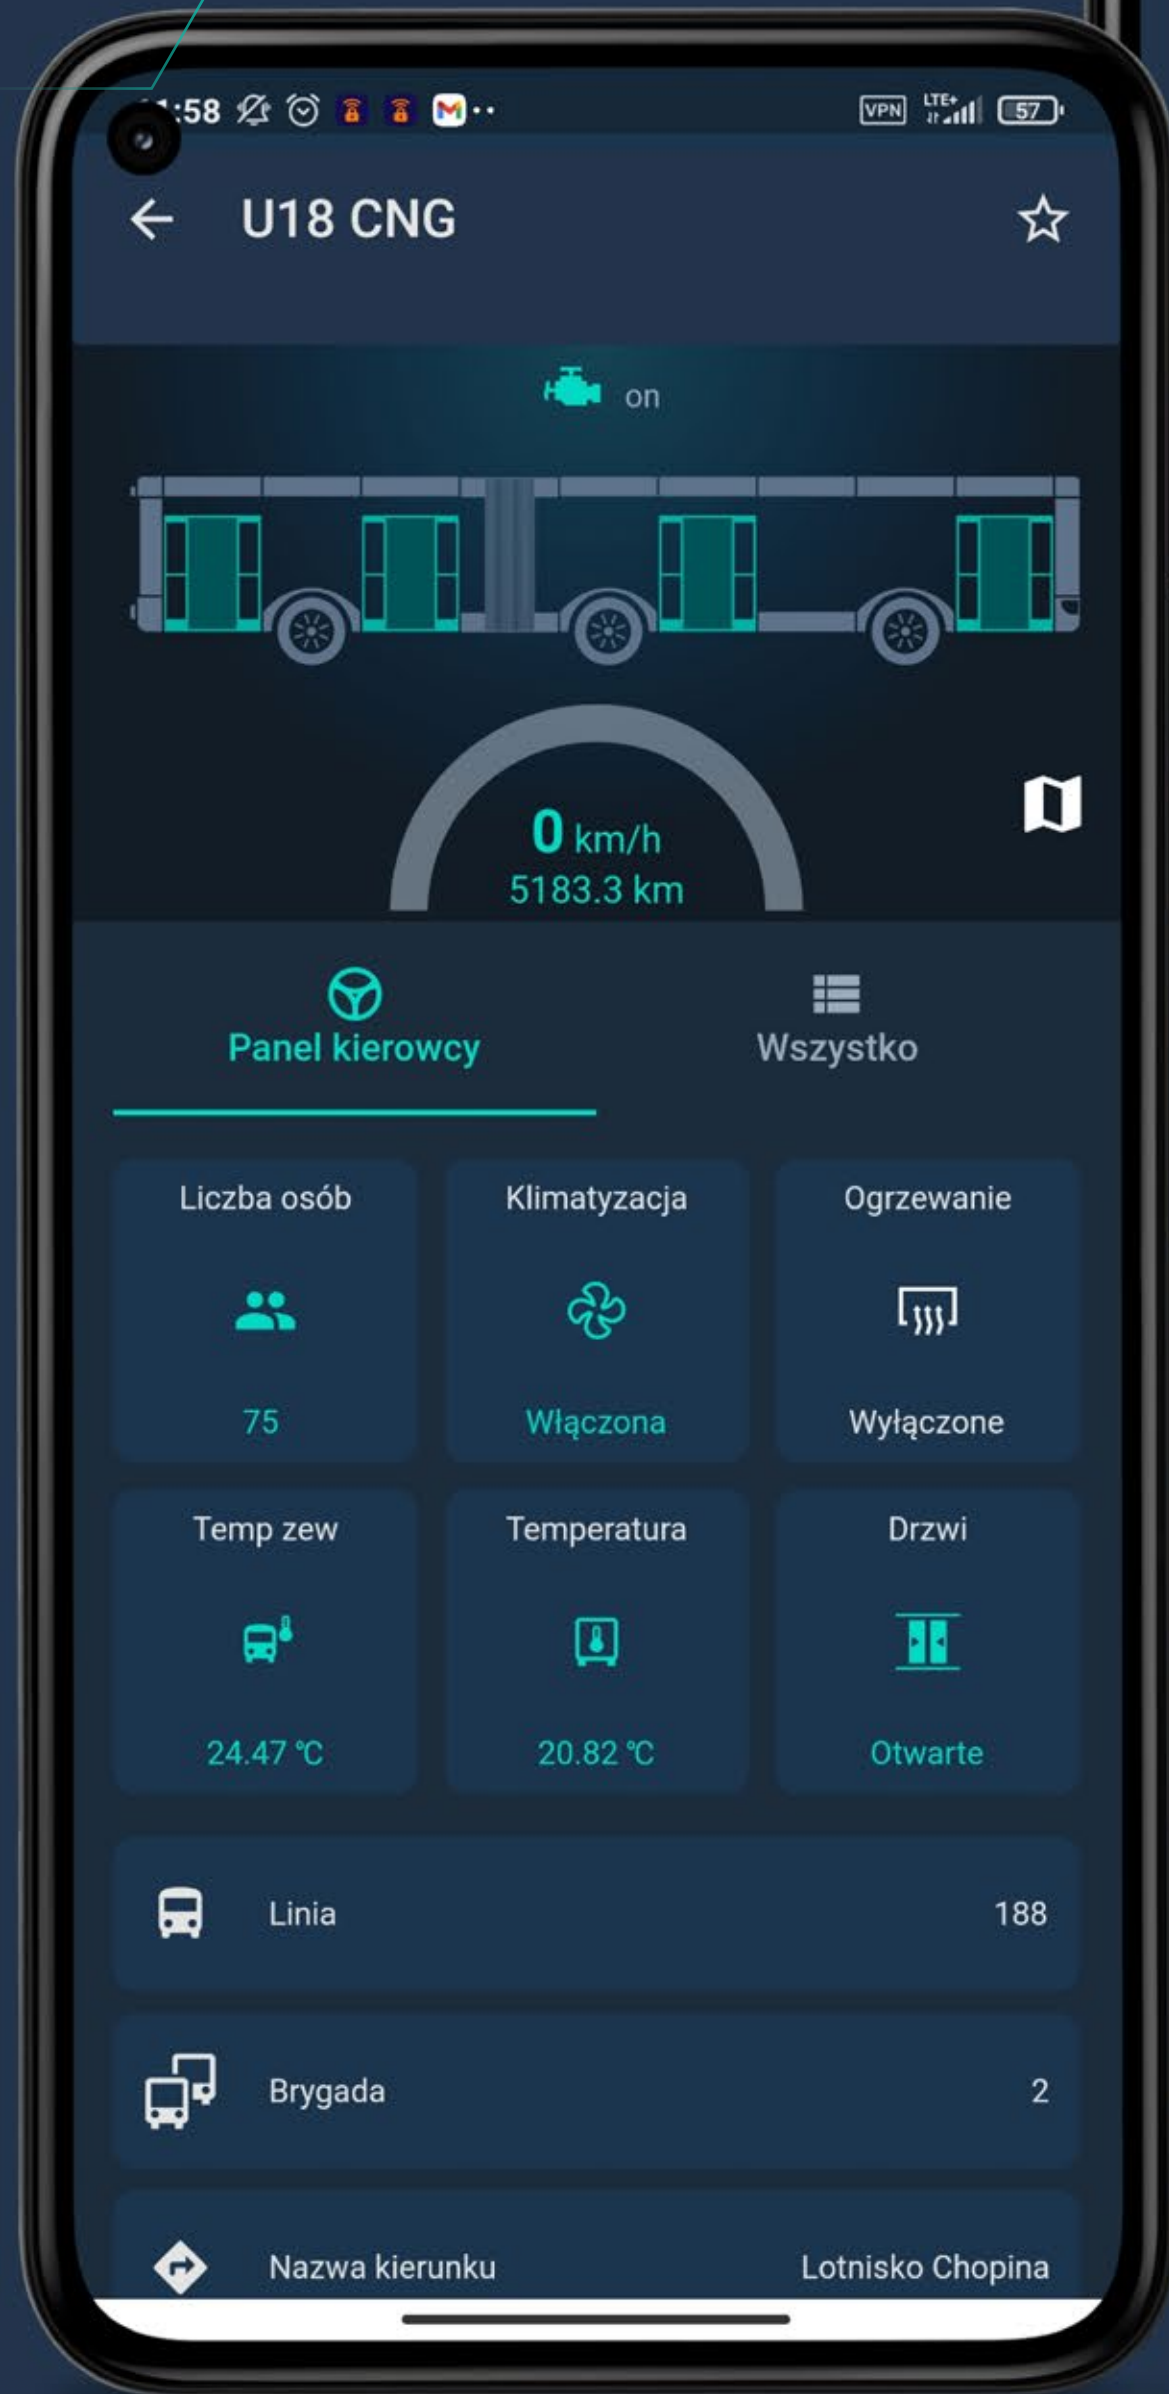 :58 VPN LTE+ 57
U18 CNG
on
0 km/h
5183.3 km
Panel kierowcy Wszystko
Liczba osób Klimatyzacja Ogrzewanie
75 Włączona Wyłączone
Temp zew Temperatura Drzwi
24.47 °C 20.82 °C Otwarte
Linia 188
Brygada 2
Nazwa kierunku Lotnisko Chopina